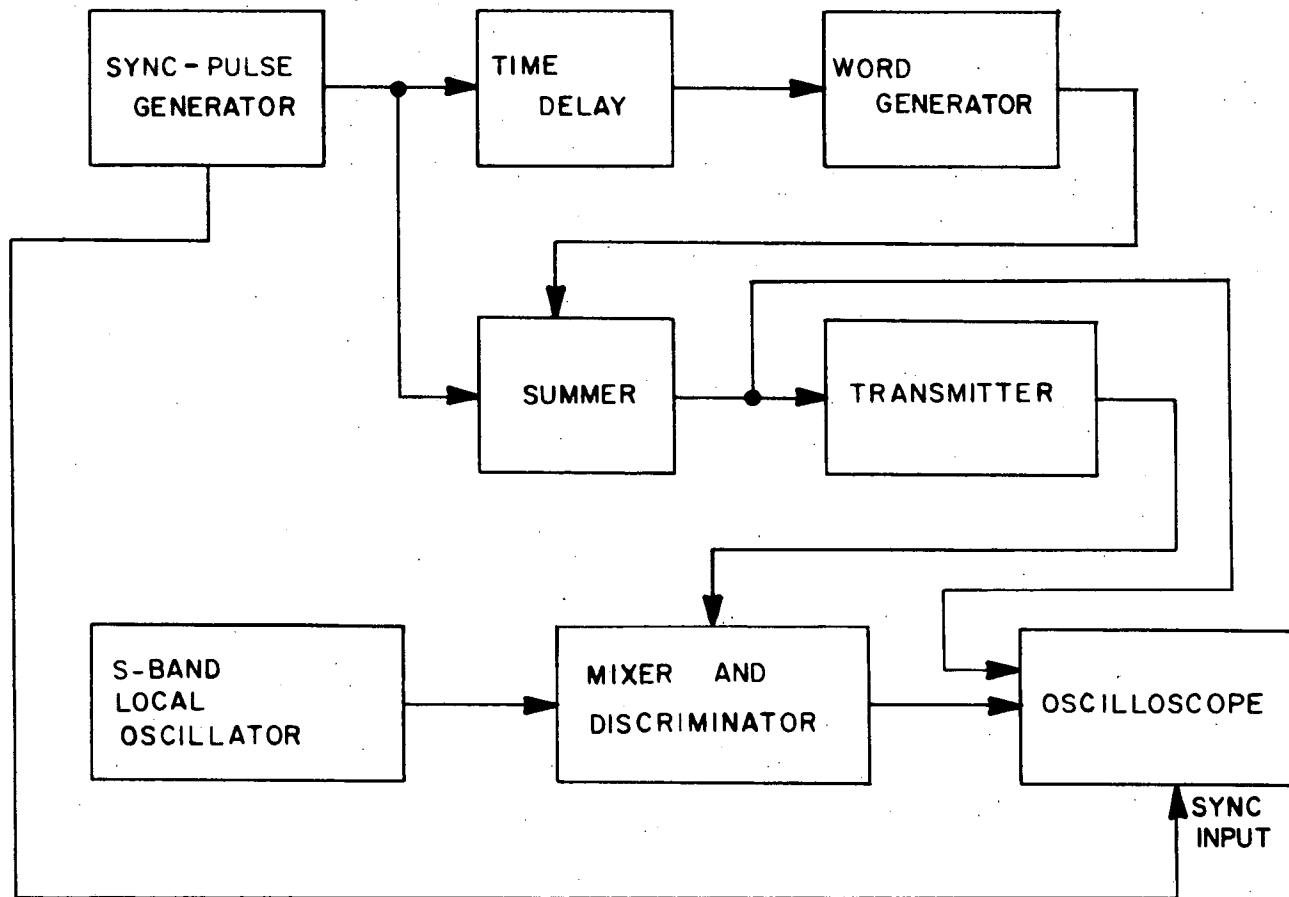 SYNC-PULSE
GENERATOR
TIME
DELAY
WORD
GENERATOR
SUMMER
TRANSMITTER
S-BAND
LOCAL
OSCILLATOR
MIXER AND
DISCRIMINATOR
OSCILLOSCOPE
SYNC
INPUT